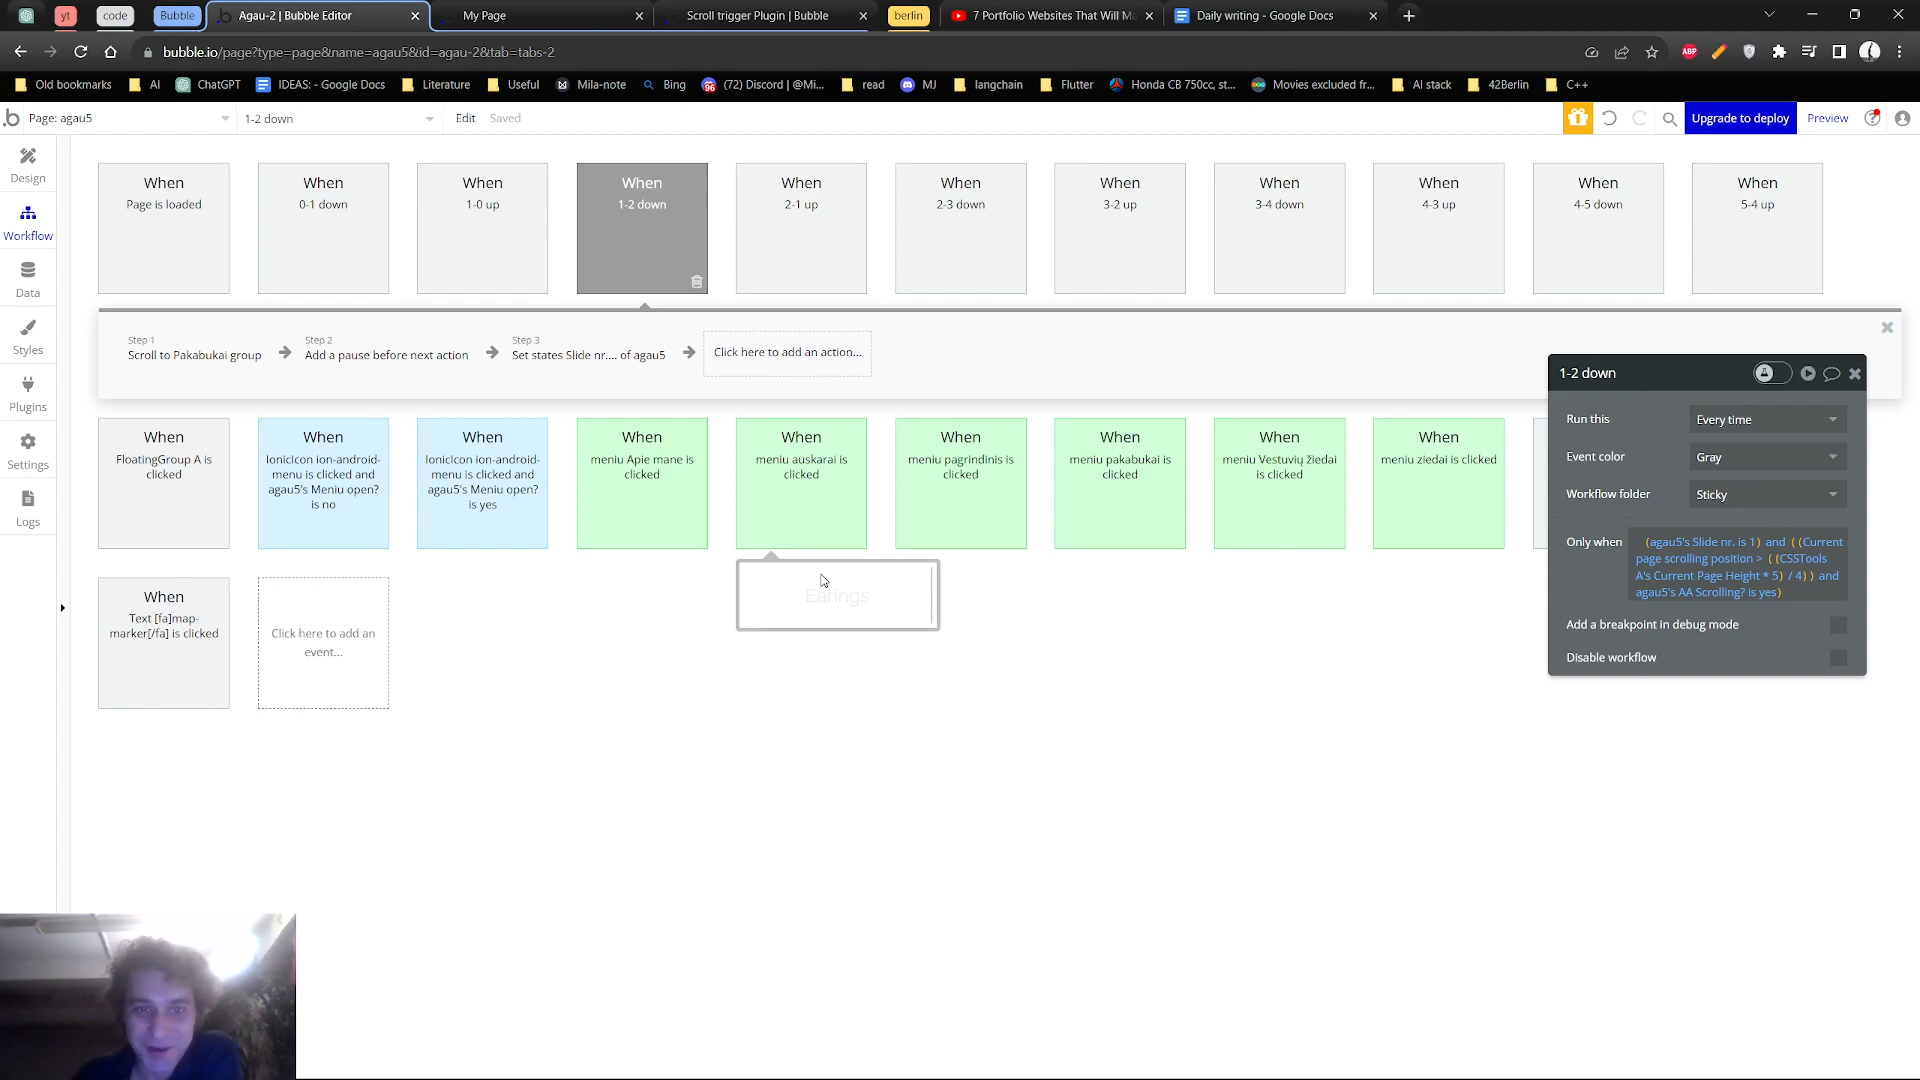 yt
code
Bubble
Agau-2 | Bubble Editor
My Page
Scroll trigger Plugin | Bubble
berlin
7 Portfolio Websites That Will Ma
Daily writing - Google Docs
bubble.io/page?type=page&name=agau5&id=agau-2&tab=tabs-2
ABP
Old bookmarks
AI
ChatGPT
IDEAS: - Google Docs
Literature
Useful
Mila-note
Bing
96
(72) Discord | @Mi...
read
MJ
langchain
Flutter
Honda CB 750cc, st...
Movies excluded fr...
AI stack
42Berlin
C++
Page: agau5
1-2 down
Edit
Saved
Upgrade to deploy
Preview
Design
Workflow
Data
Styles
Plugins
Settings
Logs
When
Page is loaded
When
0-1 down
When
1-0 up
When
1-2 down
When
2-1 up
When
2-3 down
When
3-2 up
When
3-4 down
When
4-3 up
When
4-5 down
When
5-4 up
Step 1
Scroll to Pakabukai group
Step 2
Add a pause before next action
Step 3
Set states Slide nr.... of agau5
Click here to add an action...
When
FloatingGroup A is
clicked
When
IonicIcon ion-android-
menu is clicked and
agau5's Meniu open?
is no
When
IonicIcon ion-android-
menu is clicked and
agau5's Meniu open?
is yes
When
meniu Apie mane is
clicked
When
meniu auskarai is
clicked
When
meniu pagrindinis is
clicked
When
meniu pakabukai is
clicked
When
meniu Vestuvių žiedai
is clicked
When
meniu ziedai is clicked
Earings
When
Text [fa]map-
marker[/fa] is clicked
Click here to add an
event...
1-2 down
Run this
Every time
Event color
Gray
Workflow folder
Sticky
Only when
(agau5's Slide nr. is 1) and ((Current
page scrolling position > ((CSSTools
A's Current Page Height * 5) / 4)) and
agau5's AA Scrolling? is yes)
Add a breakpoint in debug mode
Disable workflow